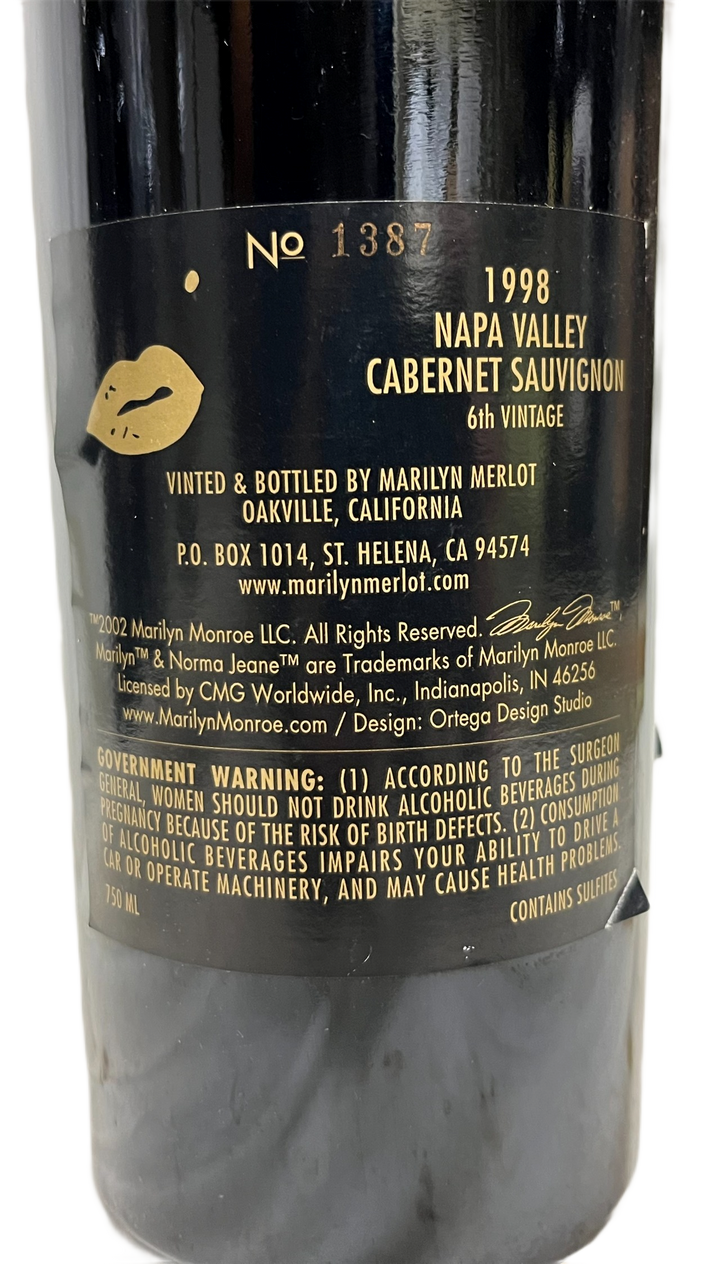 No 1387
1998
NAPA VALLEY
CABERNET SAUVIGNON
6th VINTAGE
VINTED & BOTTLED BY MARILYN MERLOT
OAKVILLE, CALIFORNIA
P.O. BOX 1014, ST. HELENA, CA 94574
www.marilynmerlot.com
™2002 Marilyn Monroe LLC. All Rights Reserved. Marilyn Monroe™
Marilyn™ & Norma Jeane™ are Trademarks of Marilyn Monroe LLC.
Licensed by CMG Worldwide, Inc., Indianapolis, IN 46256
www.MarilynMonroe.com / Design: Ortega Design Studio
GOVERNMENT WARNING: (1) ACCORDING TO THE SURGEON
GENERAL, WOMEN SHOULD NOT DRINK ALCOHOLIC BEVERAGES DURING
PREGNANCY BECAUSE OF THE RISK OF BIRTH DEFECTS. (2) CONSUMPTION
OF ALCOHOLIC BEVERAGES IMPAIRS YOUR ABILITY TO DRIVE A
CAR OR OPERATE MACHINERY, AND MAY CAUSE HEALTH PROBLEMS.
750 ML
CONTAINS SULFITES